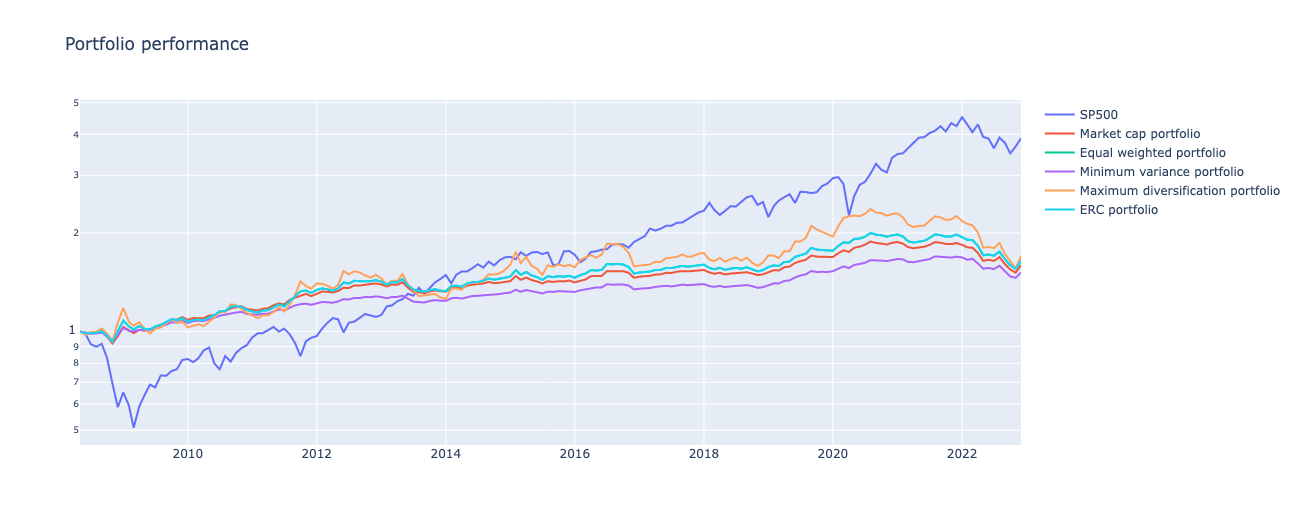 Portfolio performance
5
4
3
2
1
9
8
7
6
5
2010
2012
2014
2016
2018
2020
2022
SP500
Market cap portfolio
Equal weighted portfolio
Minimum variance portfolio
Maximum diversification portfolio
ERC portfolio